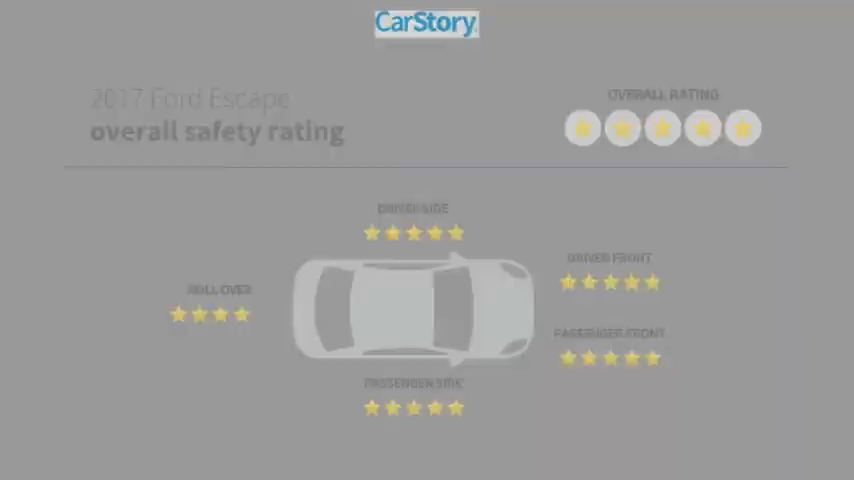 CarStory
2017 Ford Escape
overall safety rating
OVERALL RATING
DRIVER SIDE
DRIVER FRONT
ROLL OVER
PASSENGER FRONT
PASSENGER SIDE